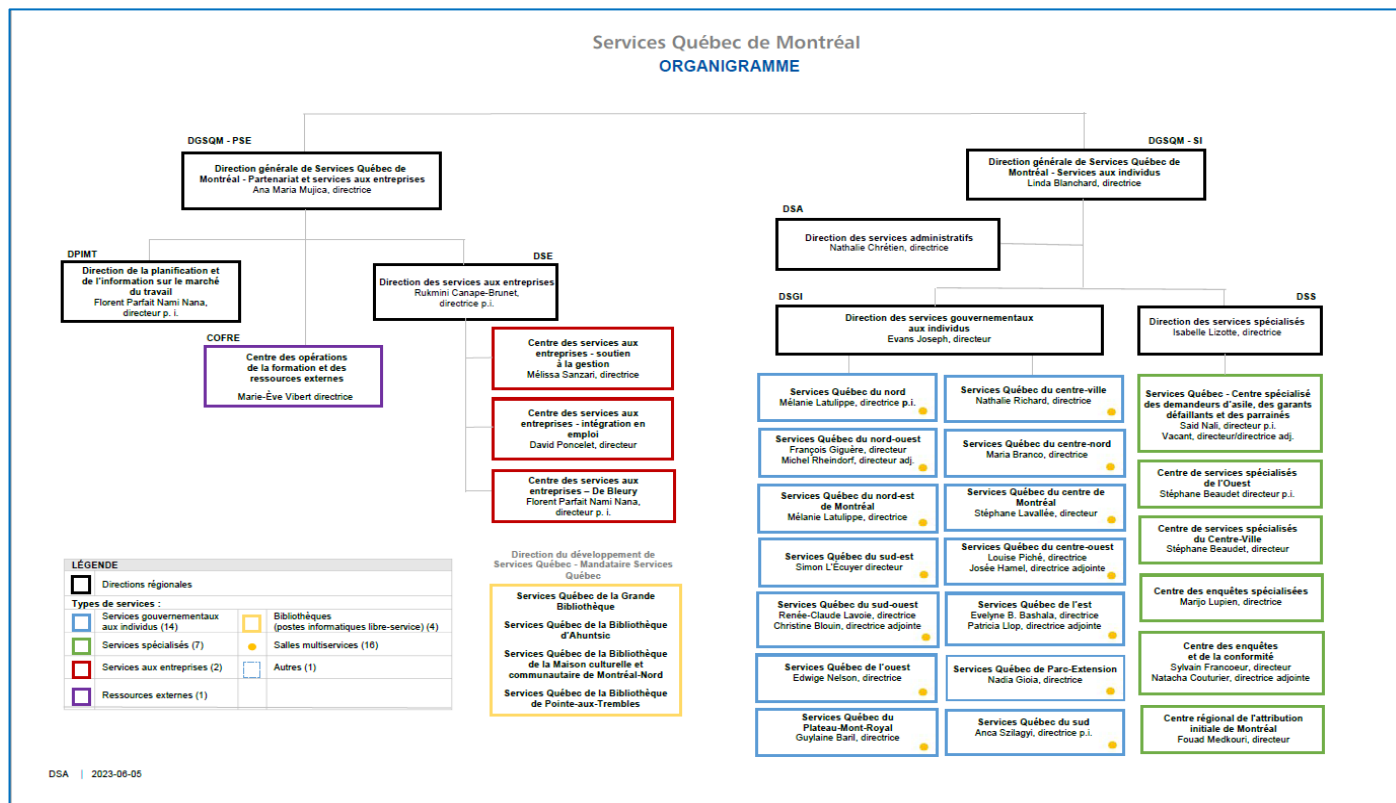 Services Québec de Montréal
ORGANIGRAMME
DGSQM - PSE
Direction générale de Services Québec de
Montréal - Partenariat et services aux entreprises
Ana Maria Mujica, directrice
DGSQM - SI
Direction générale de Services Québec de
Montréal - Services aux individus
Linda Blanchard, directrice
DSA
Direction des services administratifs
Nathalie Chrétien, directrice
DPIMT
Direction de la planification et
de l'information sur le marché
du travail
Florent Parfait Nami Nana,
directeur p. i.
DSE
Direction des services aux entreprises
Rukmini Canape-Brunet,
directrice p.i.
COFRE
Centre des opérations
de la formation et des
ressources externes
Marie-Ève Vibert directrice
Centre des services aux
entreprises - soutien
à la gestion
Mélissa Sanzari, directrice
Centre des services aux
entreprises - intégration en
emploi
David Poncelet, directeur
Centre des services aux
entreprises – De Bleury
Florent Parfait Nami Nana,
directeur p. i.
DSGI
Direction des services gouvernementaux
aux individus
Evans Joseph, directeur
DSS
Direction des services spécialisés
Isabelle Lizotte, directrice
Services Québec du nord
Mélanie Latulippe, directrice p.i.
Services Québec du nord-ouest
François Giguère, directeur
Michel Rheindorf, directeur adj.
Services Québec du nord-est
de Montréal
Mélanie Latulippe, directrice
Services Québec du sud-est
Simon L'Écuyer directeur
Services Québec du sud-ouest
Renée-Claude Lavoie, directrice
Christine Blouin, directrice adjointe
Services Québec de l'ouest
Edwige Nelson, directrice
Services Québec du
Plateau-Mont-Royal
Guylaine Baril, directrice
Services Québec du centre-ville
Nathalie Richard, directrice
Services Québec du centre-nord
Maria Branco, directrice
Services Québec du centre de
Montréal
Stéphane Lavallée, directeur
Services Québec du centre-ouest
Louise Piché, directrice
Josée Hamel, directrice adjointe
Services Québec de l'est
Evelyne B. Bashala, directrice
Patricia Llop, directrice adjointe
Services Québec de Parc-Extension
Nadia Gioia, directrice
Services Québec du sud
Anca Szilagyi, directrice p.i.
Services Québec - Centre spécialisé
des demandeurs d'asile, des garants
défaillants et des parrainés
Said Nali, directeur p.i.
Vacant, directeur/directrice adj.
Centre de services spécialisés
de l'Ouest
Stéphane Beaudet directeur p.i.
Centre de services spécialisés
du Centre-Ville
Stéphane Beaudet, directeur
Centre des enquêtes spécialisées
Marijo Lupien, directrice
Centre des enquêtes
et de la conformité
Sylvain Francoeur, directeur
Natacha Couturier, directrice adjointe
Centre régional de l'attribution
initiale de Montréal
Fouad Medkouri, directeur
Direction du développement de
Services Québec - Mandataire Services
Québec
Services Québec de la Grande
Bibliothèque
Services Québec de la Bibliothèque
d'Ahuntsic
Services Québec de la Bibliothèque
de la Maison culturelle et
communautaire de Montréal-Nord
Services Québec de la Bibliothèque
de Pointe-aux-Trembles
LÉGENDE
Directions régionales
Types de services :
Services gouvernementaux
aux individus (14)
Bibliothèques
(postes informatiques libre-service) (4)
Services spécialisés (7)
Salles multiservices (16)
Services aux entreprises (2)
Autres (1)
Ressources externes (1)
DSA | 2023-06-05